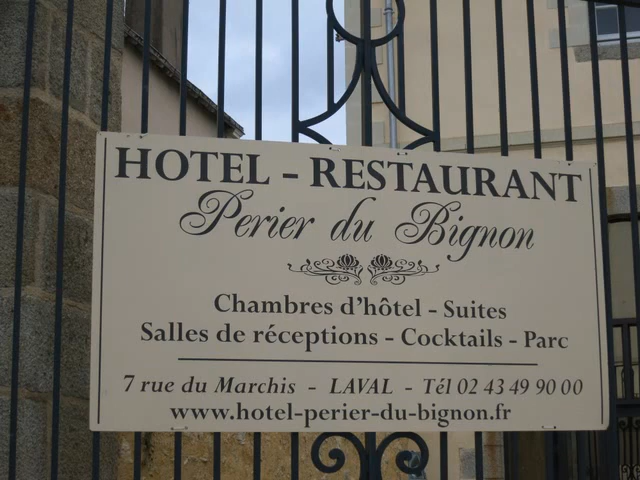 HOTEL - RESTAURANT
Perier du Bignon
Chambres d'hôtel - Suites
Salles de réceptions - Cocktails - Parc
7 rue du Marchis - LAVAL - Tél 02 43 49 90 00
www.hotel-perier-du-bignon.fr